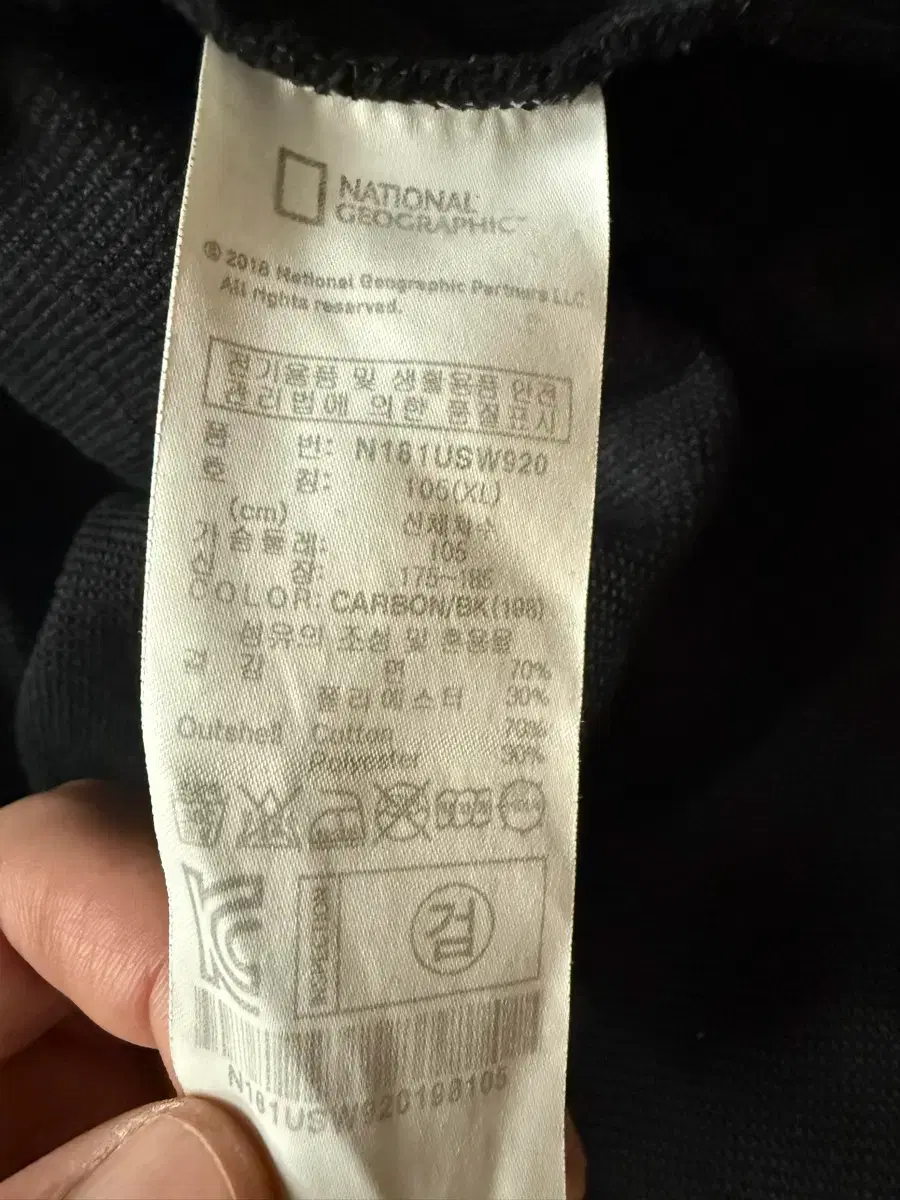 NATIONAL
GEOGRAPHIC™
© 2018 National Geographic Partners LLC.
All rights reserved.
전기용품 및 생활용품 안전
관리법에 의한 품질표시
품 번: N181USW920
호 칭: 105(XL)
(cm) 신체치수
가슴둘레: 105
신 장: 175~185
COLOR: CARBON/BK(198)
섬유의 조성 및 혼용율
겉 감 면 70%
폴리에스터 30%
Outshell Cotton 70%
Polyester 30%
INSPECTION
검
N181USW920198105